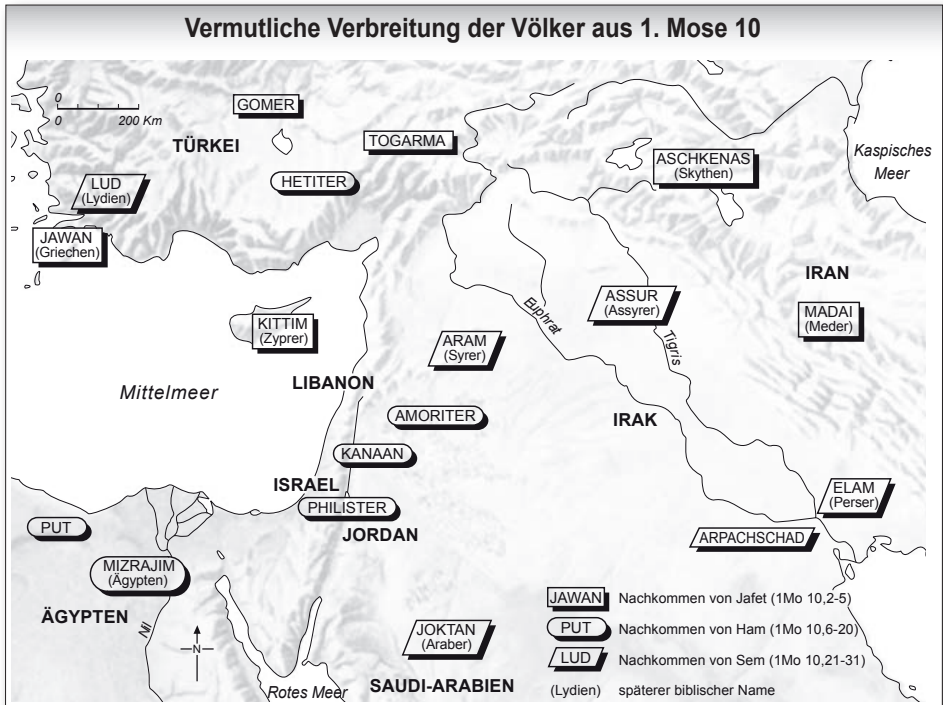 Vermutliche Verbreitung der Völker aus 1. Mose 10
0
0 200 Km
GOMER
TÜRKEI
TOGARMA
HETITER
LUD
(Lydien)
JAWAN
(Griechen)
ASCHKENAS
(Skythen)
Kaspisches
Meer
IRAN
MADAI
(Meder)
ASSUR
(Assyrer)
Euphrat
Tigris
KITTIM
(Zyprer)
ARAM
(Syrer)
Mittelmeer
LIBANON
AMORITER
IRAK
KANAAN
ISRAEL
PHILISTER
JORDAN
ELAM
(Perser)
ARPACHSCHAD
PUT
MIZRAJIM
(Ägypten)
ÄGYPTEN
Nil
N
Rotes Meer
JOKTAN
(Araber)
SAUDI-ARABIEN
JAWAN Nachkommen von Jafet (1Mo 10,2-5)
PUT Nachkommen von Ham (1Mo 10,6-20)
LUD Nachkommen von Sem (1Mo 10,21-31)
(Lydien) späterer biblischer Name